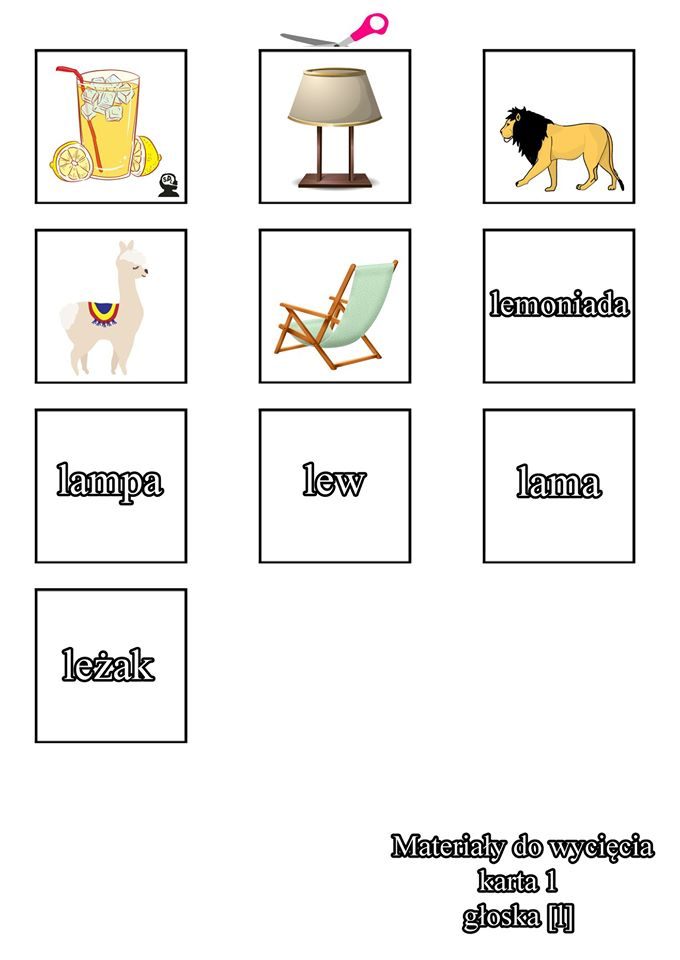 lemoniada
lampa
lew
lama
leżak
Materiały do wycięcia
karta 1
głoska [l]